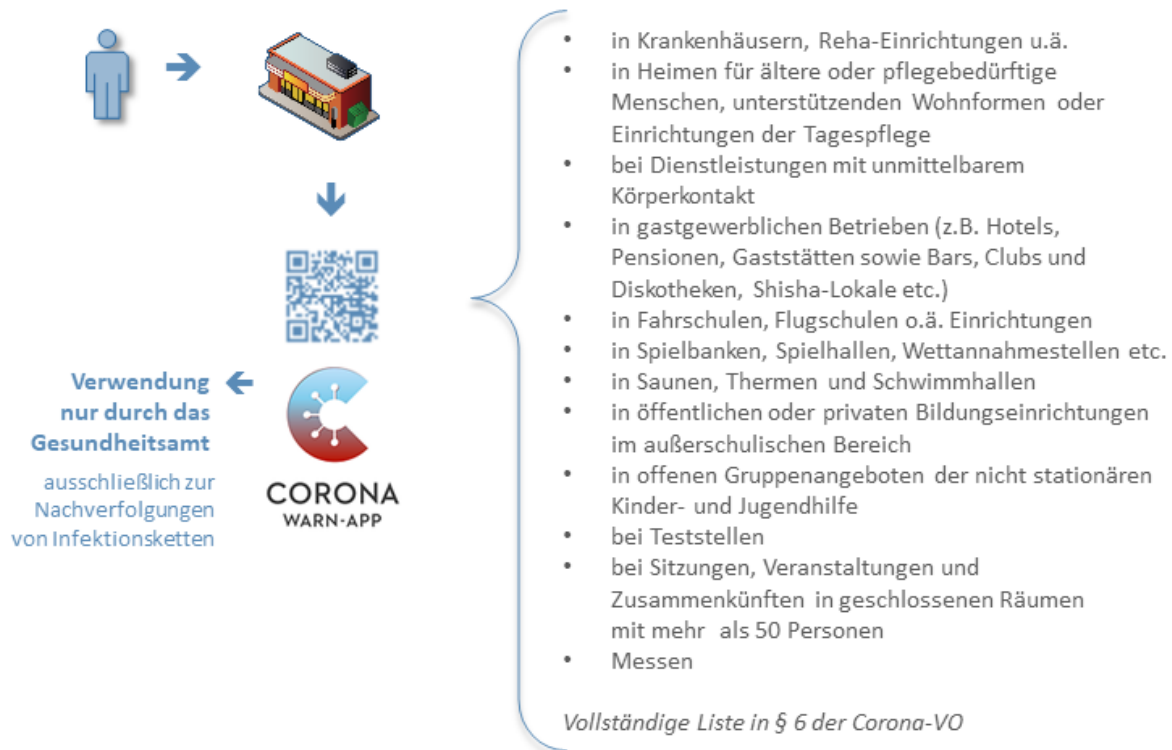 Verwendung
nur durch das
Gesundheitsamt
ausschließlich zur
Nachverfolgungen
von Infektionsketten
CORONA
WARN-APP
• in Krankenhäusern, Reha-Einrichtungen u.ä.
• in Heimen für ältere oder pflegebedürftige
Menschen, unterstützenden Wohnformen oder
Einrichtungen der Tagespflege
• bei Dienstleistungen mit unmittelbarem
Körperkontakt
• in gastgewerblichen Betrieben (z.B. Hotels,
Pensionen, Gaststätten sowie Bars, Clubs und
Diskotheken, Shisha-Lokale etc.)
• in Fahrschulen, Flugschulen o.ä. Einrichtungen
• in Spielbanken, Spielhallen, Wettannahmestellen etc.
• in Saunen, Thermen und Schwimmhallen
• in öffentlichen oder privaten Bildungseinrichtungen
im außerschulischen Bereich
• in offenen Gruppenangeboten der nicht stationären
Kinder- und Jugendhilfe
• bei Teststellen
• bei Sitzungen, Veranstaltungen und
Zusammenkünften in geschlossenen Räumen
mit mehr als 50 Personen
• Messen
Vollständige Liste in § 6 der Corona-VO